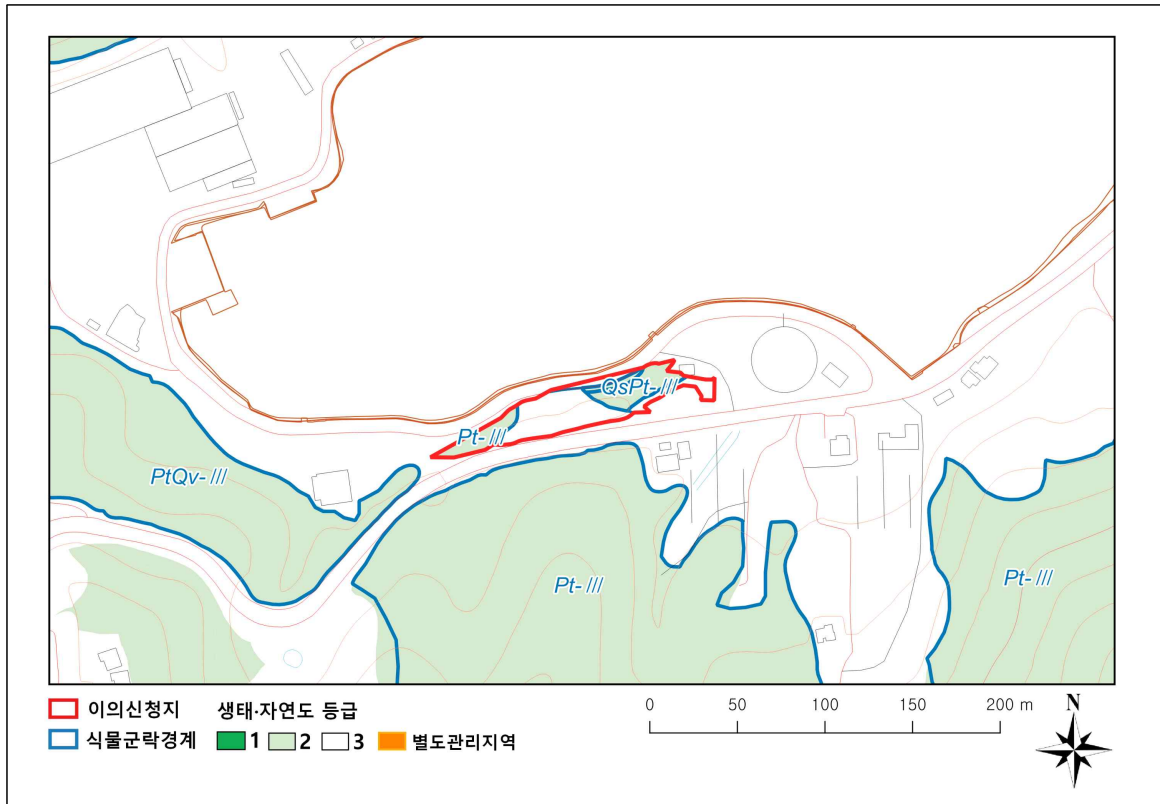 QsPt- III
Pt- III
PtQv- III
Pt- III
Pt- III
이의신청지
생태·자연도 등급
식물군락경계
1
2
3
별도관리지역
0 50 100 150 200 m
N